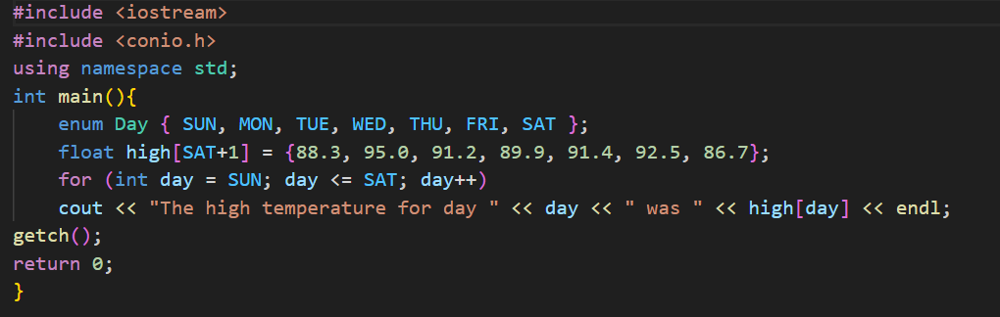 #include <iostream>
#include <conio.h>
using namespace std;
int main(){
    enum Day { SUN, MON, TUE, WED, THU, FRI, SAT };
    float high[SAT+1] = {88.3, 95.0, 91.2, 89.9, 91.4, 92.5, 86.7};
    for (int day = SUN; day <= SAT; day++)
    cout << "The high temperature for day " << day << " was " << high[day] << endl;
getch();
return 0;
}